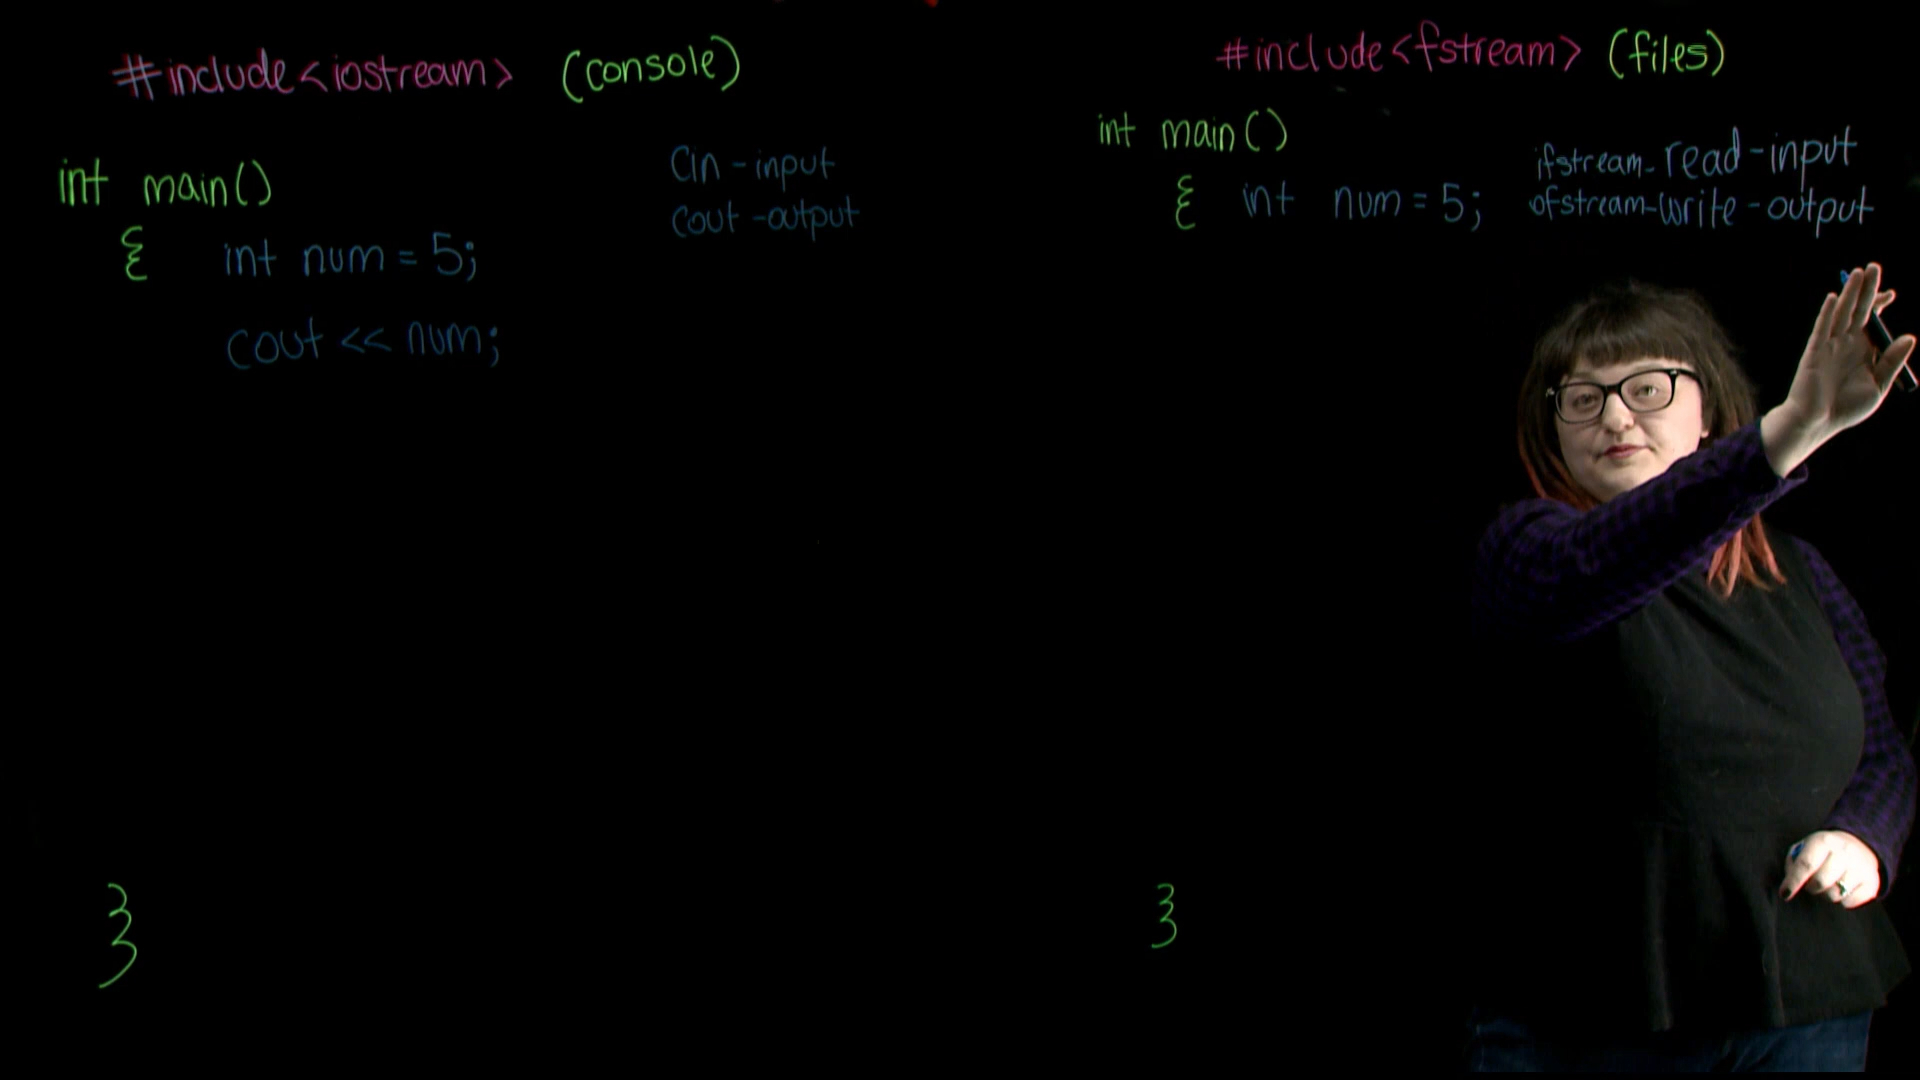 #include<iostream> (console)
int main()
{ int num = 5;
cout << num;
}
cin - input
cout - output
#include<fstream> (files)
int main()
{ int num = 5;
}
ifstream - read - input
ofstream - write - output